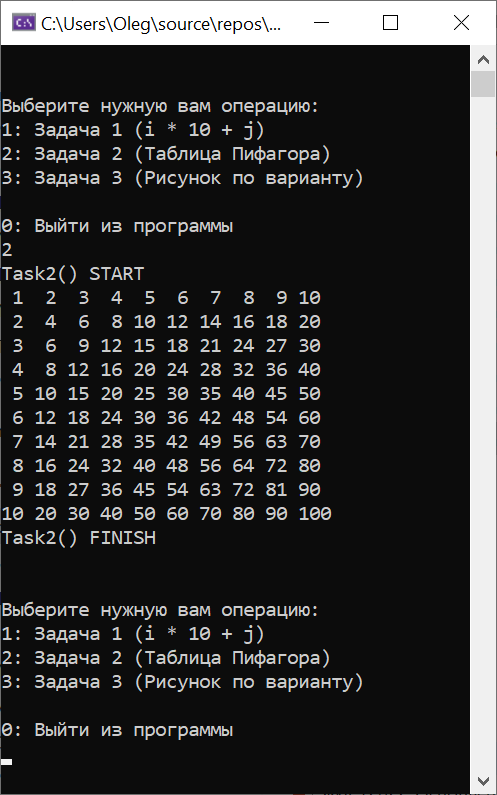 C:\Users\Oleg\source\repos\...
Выберите нужную вам операцию:
1: Задача 1 (i * 10 + j)
2: Задача 2 (Таблица Пифагора)
3: Задача 3 (Рисунок по варианту)
0: Выйти из программы
2
Task2() START
1 2 3 4 5 6 7 8 9 10
2 4 6 8 10 12 14 16 18 20
3 6 9 12 15 18 21 24 27 30
4 8 12 16 20 24 28 32 36 40
5 10 15 20 25 30 35 40 45 50
6 12 18 24 30 36 42 48 54 60
7 14 21 28 35 42 49 56 63 70
8 16 24 32 40 48 56 64 72 80
9 18 27 36 45 54 63 72 81 90
10 20 30 40 50 60 70 80 90 100
Task2() FINISH
Выберите нужную вам операцию:
1: Задача 1 (i * 10 + j)
2: Задача 2 (Таблица Пифагора)
3: Задача 3 (Рисунок по варианту)
0: Выйти из программы